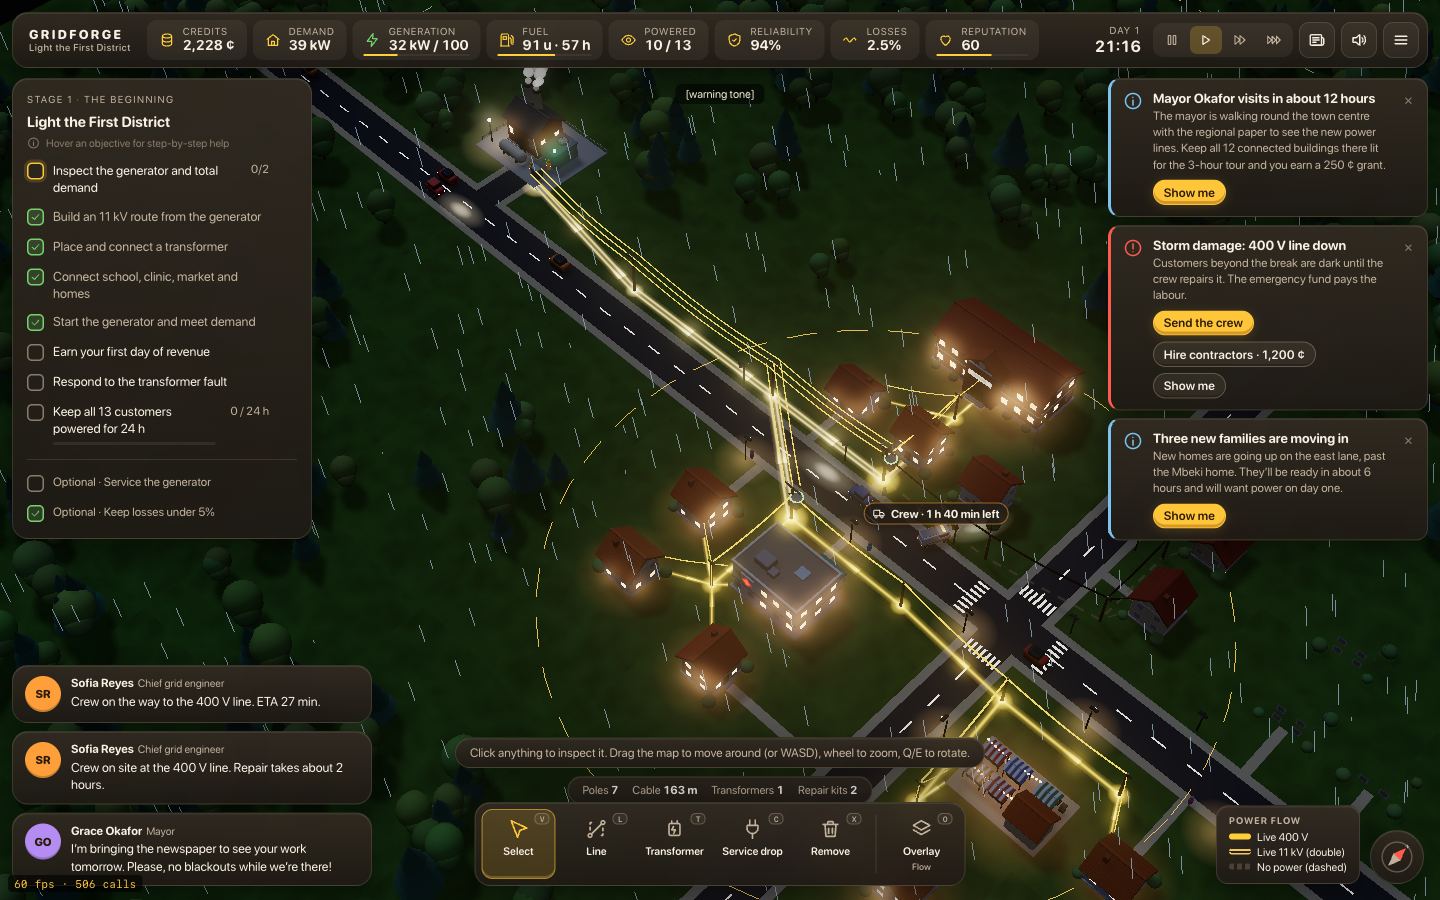 GRIDFORGE
Light the First District
CREDITS
2,228 ¢
DEMAND
39 kW
GENERATION
32 kW / 100
FUEL
91 u · 57 h
POWERED
10 / 13
RELIABILITY
94%
LOSSES
2.5%
REPUTATION
60
DAY 1
21:16
[warning tone]
STAGE 1 · THE BEGINNING
Light the First District
Hover an objective for step-by-step help
Inspect the generator and total 0/2
demand
Build an 11 kV route from the generator
Place and connect a transformer
Connect school, clinic, market and
homes
Start the generator and meet demand
Earn your first day of revenue
Respond to the transformer fault
Keep all 13 customers 0 / 24 h
powered for 24 h
Optional · Service the generator
Optional · Keep losses under 5%
Mayor Okafor visits in about 12 hours
The mayor is walking round the town centre
with the regional paper to see the new power
lines. Keep all 12 connected buildings there lit
for the 3-hour tour and you earn a 250 ¢ grant.
Show me
Storm damage: 400 V line down
Customers beyond the break are dark until the
crew repairs it. The emergency fund pays the
labour.
Send the crew
Hire contractors · 1,200 ¢
Show me
Three new families are moving in
New homes are going up on the east lane, past
the Mbeki home. They'll be ready in about 6
hours and will want power on day one.
Show me
Crew · 1 h 40 min left
SR
Sofia Reyes Chief grid engineer
Crew on the way to the 400 V line. ETA 27 min.
SR
Sofia Reyes Chief grid engineer
Crew on site at the 400 V line. Repair takes about 2
hours.
GO
Grace Okafor Mayor
I'm bringing the newspaper to see your work
tomorrow. Please, no blackouts while we're there!
60 fps · 506 calls
Click anything to inspect it. Drag the map to move around (or WASD), wheel to zoom, Q/E to rotate.
Poles 7 Cable 163 m Transformers 1 Repair kits 2
V
Select
L
Line
T
Transformer
C
Service drop
X
Remove
O
Overlay
Flow
POWER FLOW
Live 400 V
Live 11 kV (double)
No power (dashed)